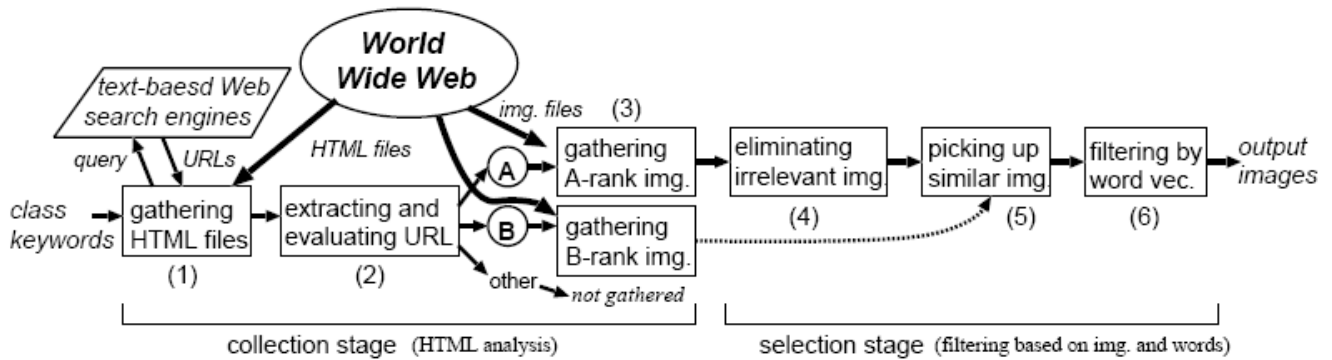 World
Wide Web
text-baesd Web
search engines
query
URLs
HTML files
img. files
(3)
class
keywords
gathering
HTML files
(1)
extracting and
evaluating URL
(2)
A
B
other
not gathered
gathering
A-rank img.
gathering
B-rank img.
eliminating
irrelevant img.
(4)
picking up
similar img.
(5)
filtering by
word vec.
(6)
output
images
collection stage (HTML analysis)
selection stage (filtering based on img. and words)